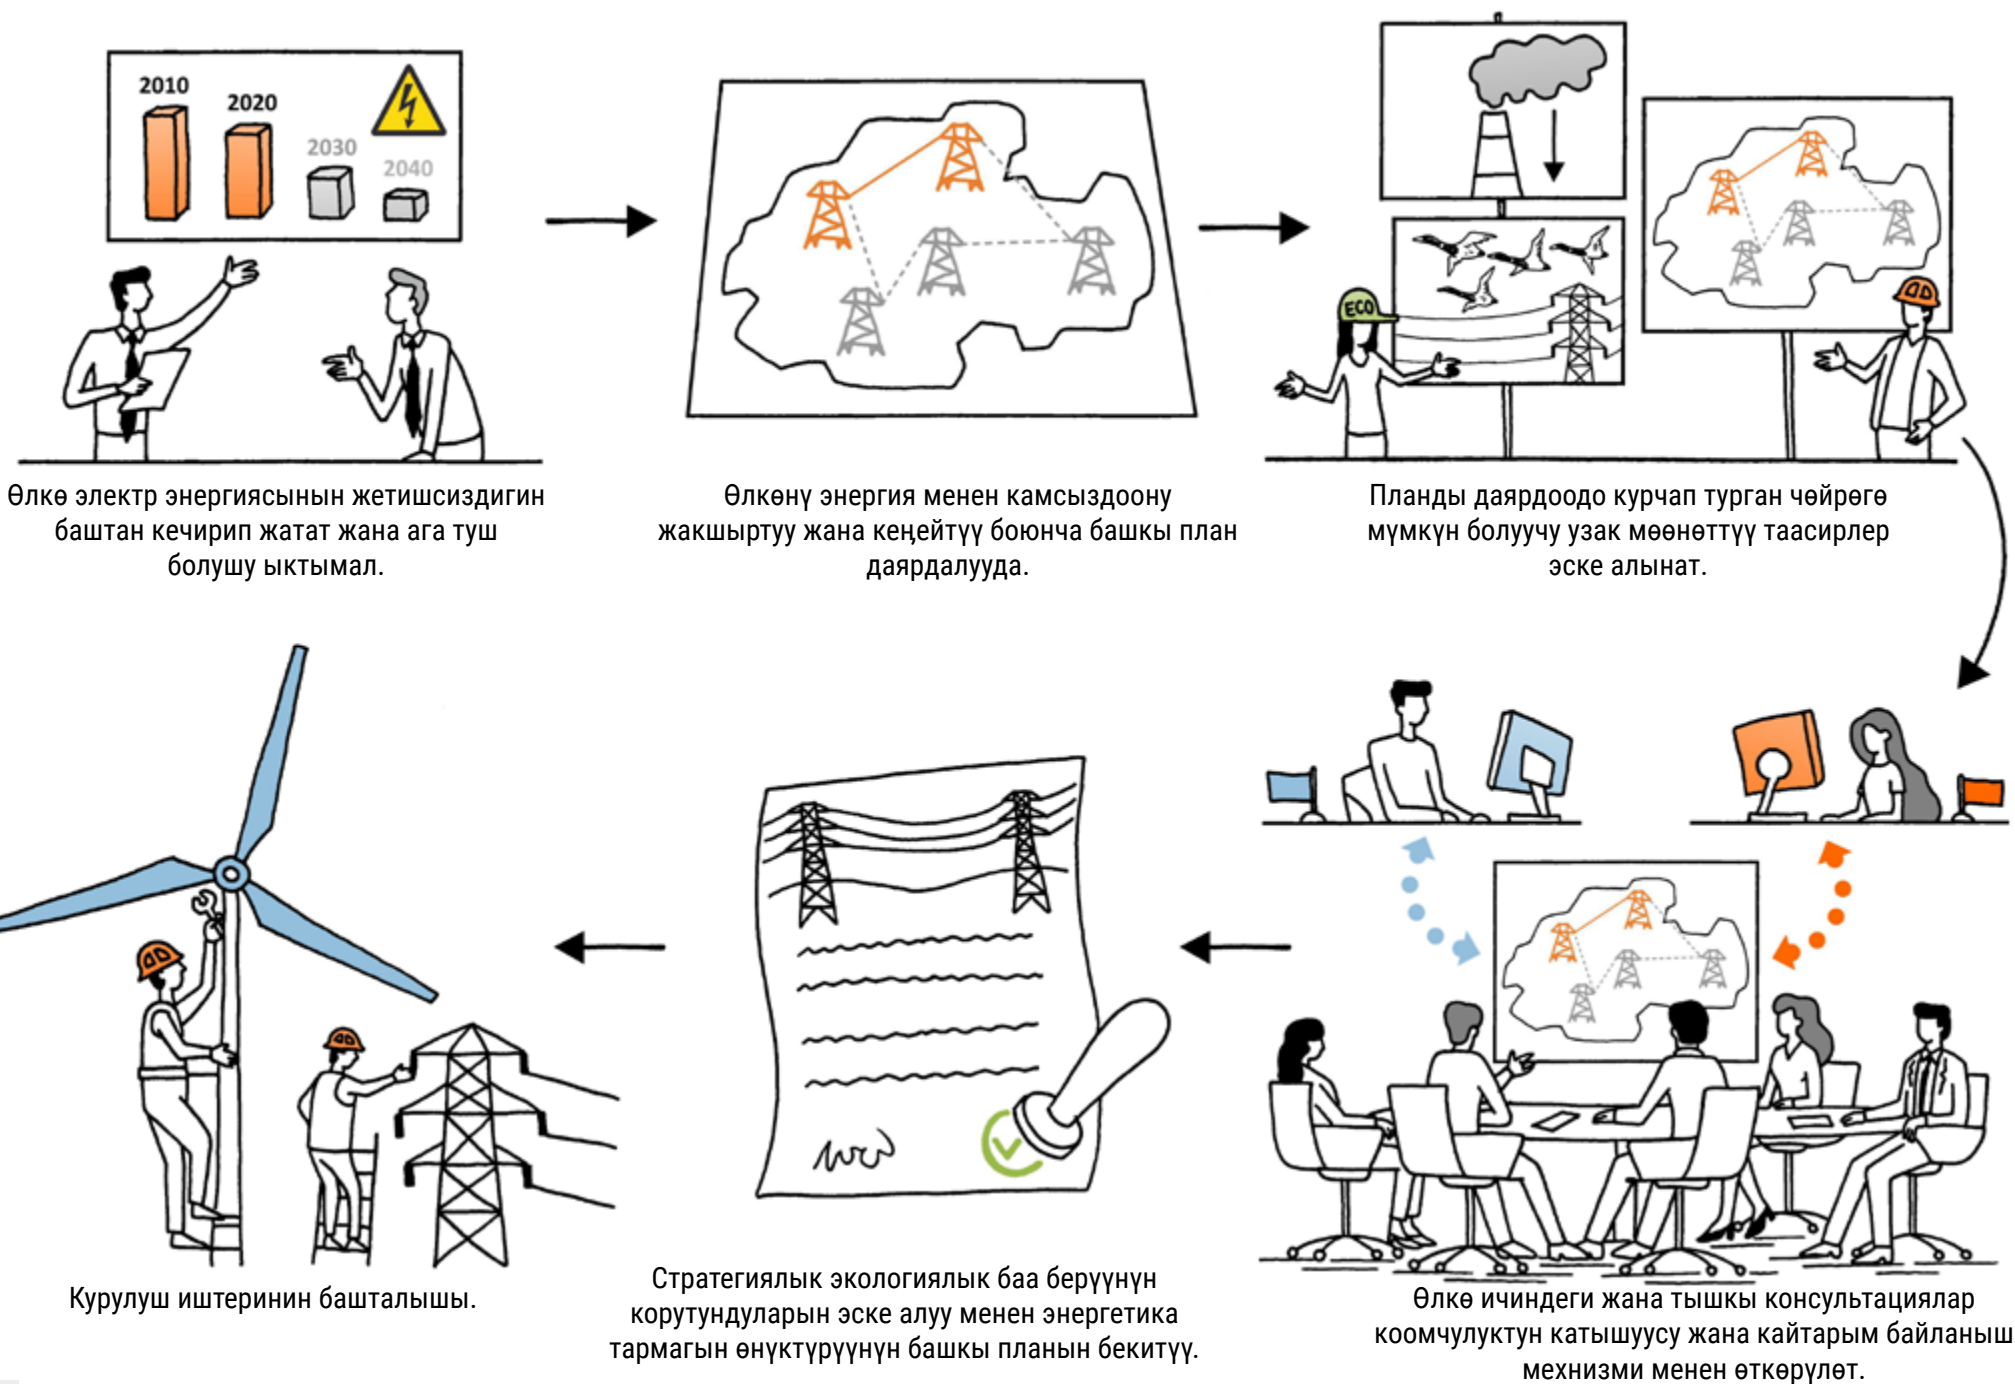 2010
2020
2030
2040
Өлкө электр энергиясынын жетишсиздигин
баштан кечирип жатат жана ага туш
болушу ыктымал.
Өлкөнү энергия менен камсыздоону
жакшыртуу жана кеңейтүү боюнча башкы план
даярдалууда.
ECO
Планды даярдоодо курчап турган чөйрөгө
мүмкүн болуучу узак мөөнөттүү таасирлер
эске алынат.
Өлкө ичиндеги жана тышкы консультациялар
коомчулуктун катышуусу жана кайтарым байланыш
мехнизми менен өткөрүлөт.
Стратегиялык экологиялык баа берүүнүн
корутундуларын эске алуу менен энергетика
тармагын өнүктүрүүнүн башкы планын бекитүү.
Курулуш иштеринин башталышы.